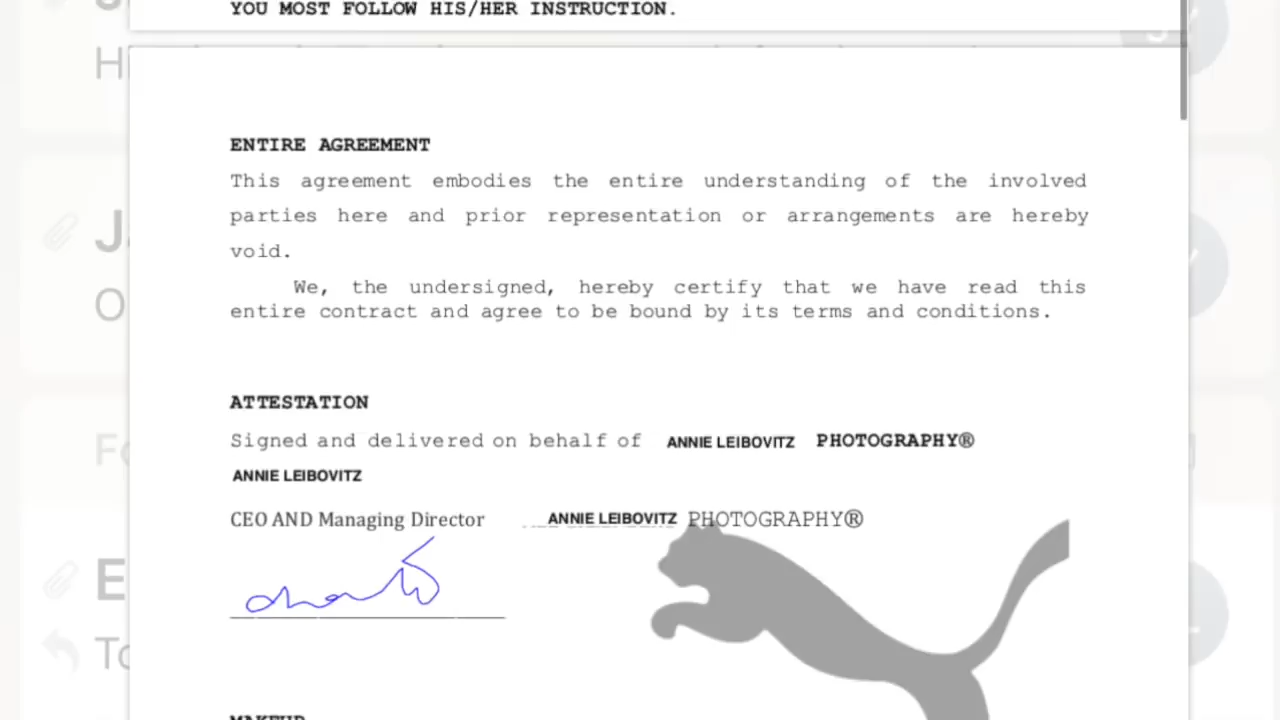 YOU MOST FOLLOW HIS/HER INSTRUCTION.
ENTIRE AGREEMENT
This agreement embodies the entire understanding of the involved
parties here and prior representation or arrangements are hereby
void.
We, the undersigned, hereby certify that we have read this
entire contract and agree to be bound by its terms and conditions.
ATTESTATION
Signed and delivered on behalf of ANNIE LEIBOVITZ PHOTOGRAPHY®
ANNIE LEIBOVITZ
CEO AND Managing Director ANNIE LEIBOVITZ PHOTOGRAPHY®
MAKEUP